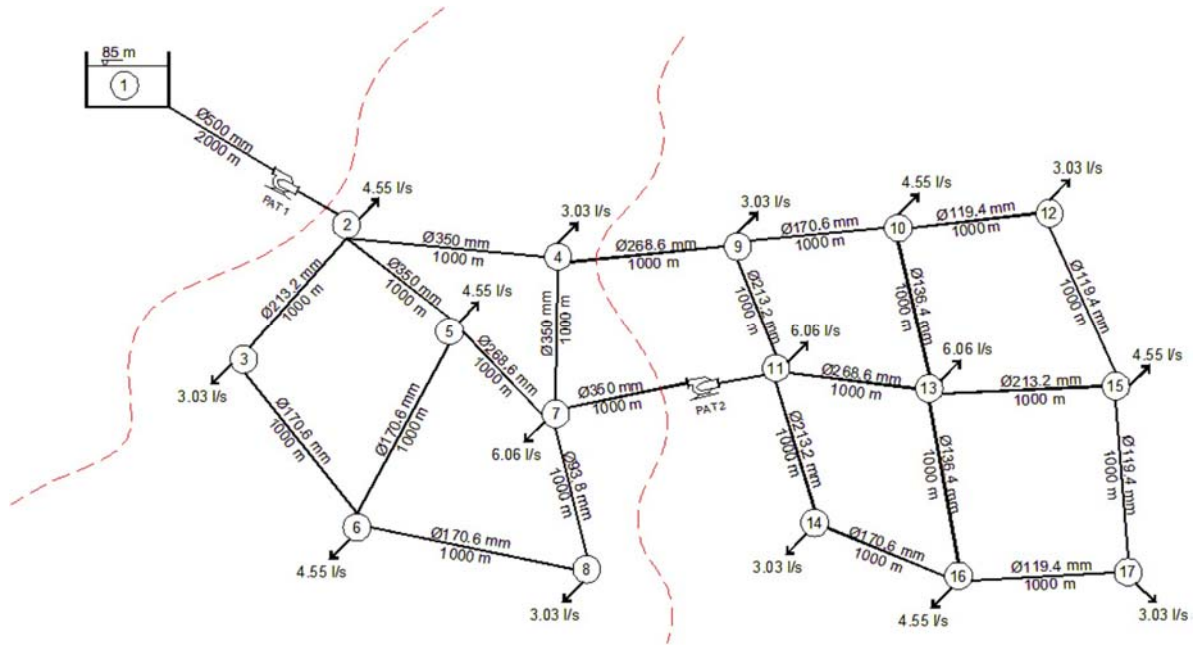 85 m
1
Ø500 mm
2000 m
PAT1
4.55 l/s
2
Ø213.2 mm
1000 m
3
3.03 l/s
Ø170.6 mm
1000 m
Ø350 mm
1000 m
Ø350 mm
1000 m
4.55 l/s
5
Ø170.6 mm
1000 m
Ø268.6 mm
1000 m
3.03 l/s
4
Ø350 mm
1000 m
7
6.06 l/s
Ø93.8 mm
1000 m
6
4.55 l/s
Ø170.6 mm
1000 m
8
3.03 l/s
Ø268.6 mm
1000 m
Ø350 mm
1000 m
PAT2
3.03 l/s
9
Ø170.6 mm
1000 m
Ø213.2 mm
1000 m
6.06 l/s
11
4.55 l/s
10
Ø119.4 mm
1000 m
3.03 l/s
12
Ø136.4 mm
1000 m
Ø119.4 mm
1000 m
Ø268.6 mm
1000 m
6.06 l/s
13
Ø213.2 mm
1000 m
4.55 l/s
15
Ø213.2 mm
1000 m
14
3.03 l/s
Ø170.6 mm
1000 m
Ø136.4 mm
1000 m
Ø119.4 mm
1000 m
16
4.55 l/s
Ø119.4 mm
1000 m
17
3.03 l/s